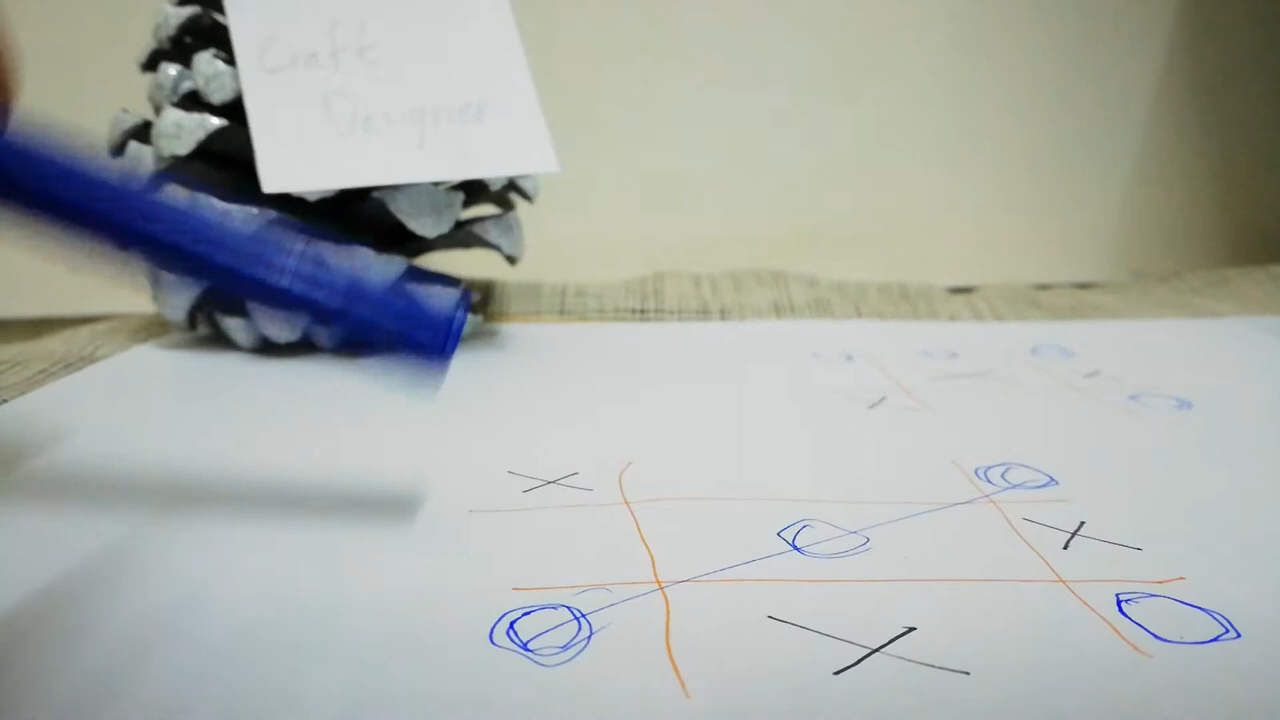 Craft
Designer
X O
O X
O X O